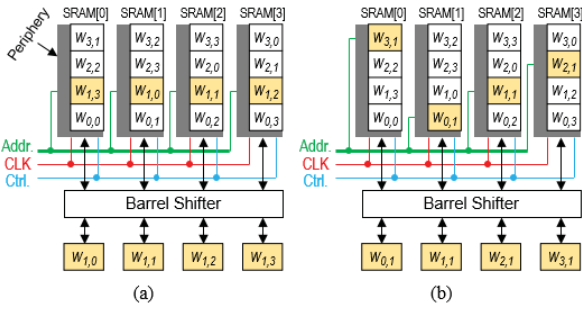 SRAM[0] SRAM[1] SRAM[2] SRAM[3] SRAM[0] SRAM[1] SRAM[2] SRAM[3]
Periphery
W3,1 W3,2 W3,3 W3,0 W3,1 W3,2 W3,3 W3,0
W2,2 W2,3 W2,0 W2,1 W2,2 W2,3 W2,0 W2,1
W1,3 W1,0 W1,1 W1,2 W1,3 W1,0 W1,1 W1,2
W0,0 W0,1 W0,2 W0,3 W0,0 W0,1 W0,2 W0,3
Addr. Addr.
CLK CLK
Ctrl. Ctrl.
Barrel Shifter Barrel Shifter
W1,0 W1,1 W1,2 W1,3 W0,1 W1,1 W2,1 W3,1
(a) (b)